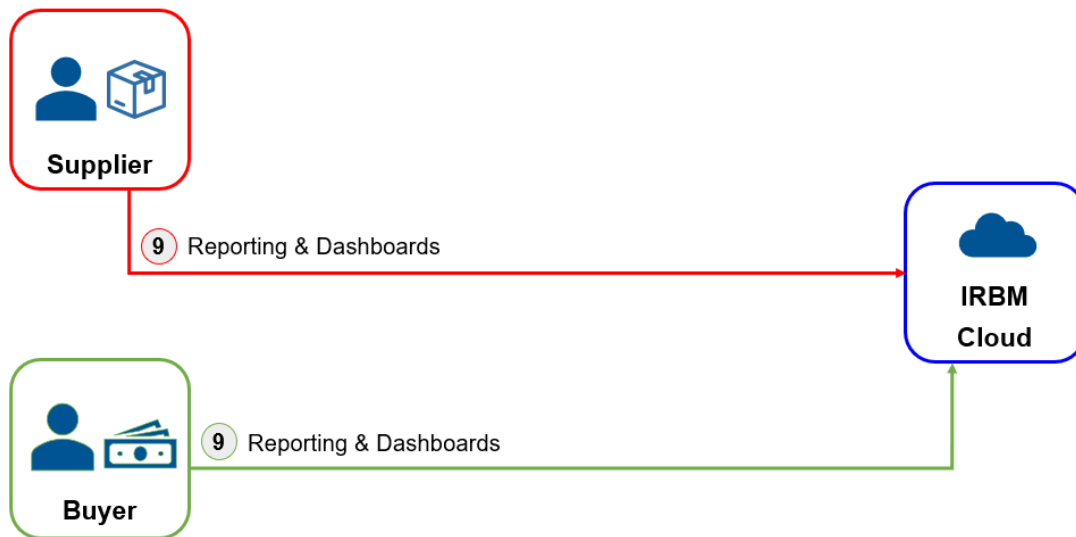 Supplier
9 Reporting & Dashboards
IRBM
Cloud
9 Reporting & Dashboards
Buyer